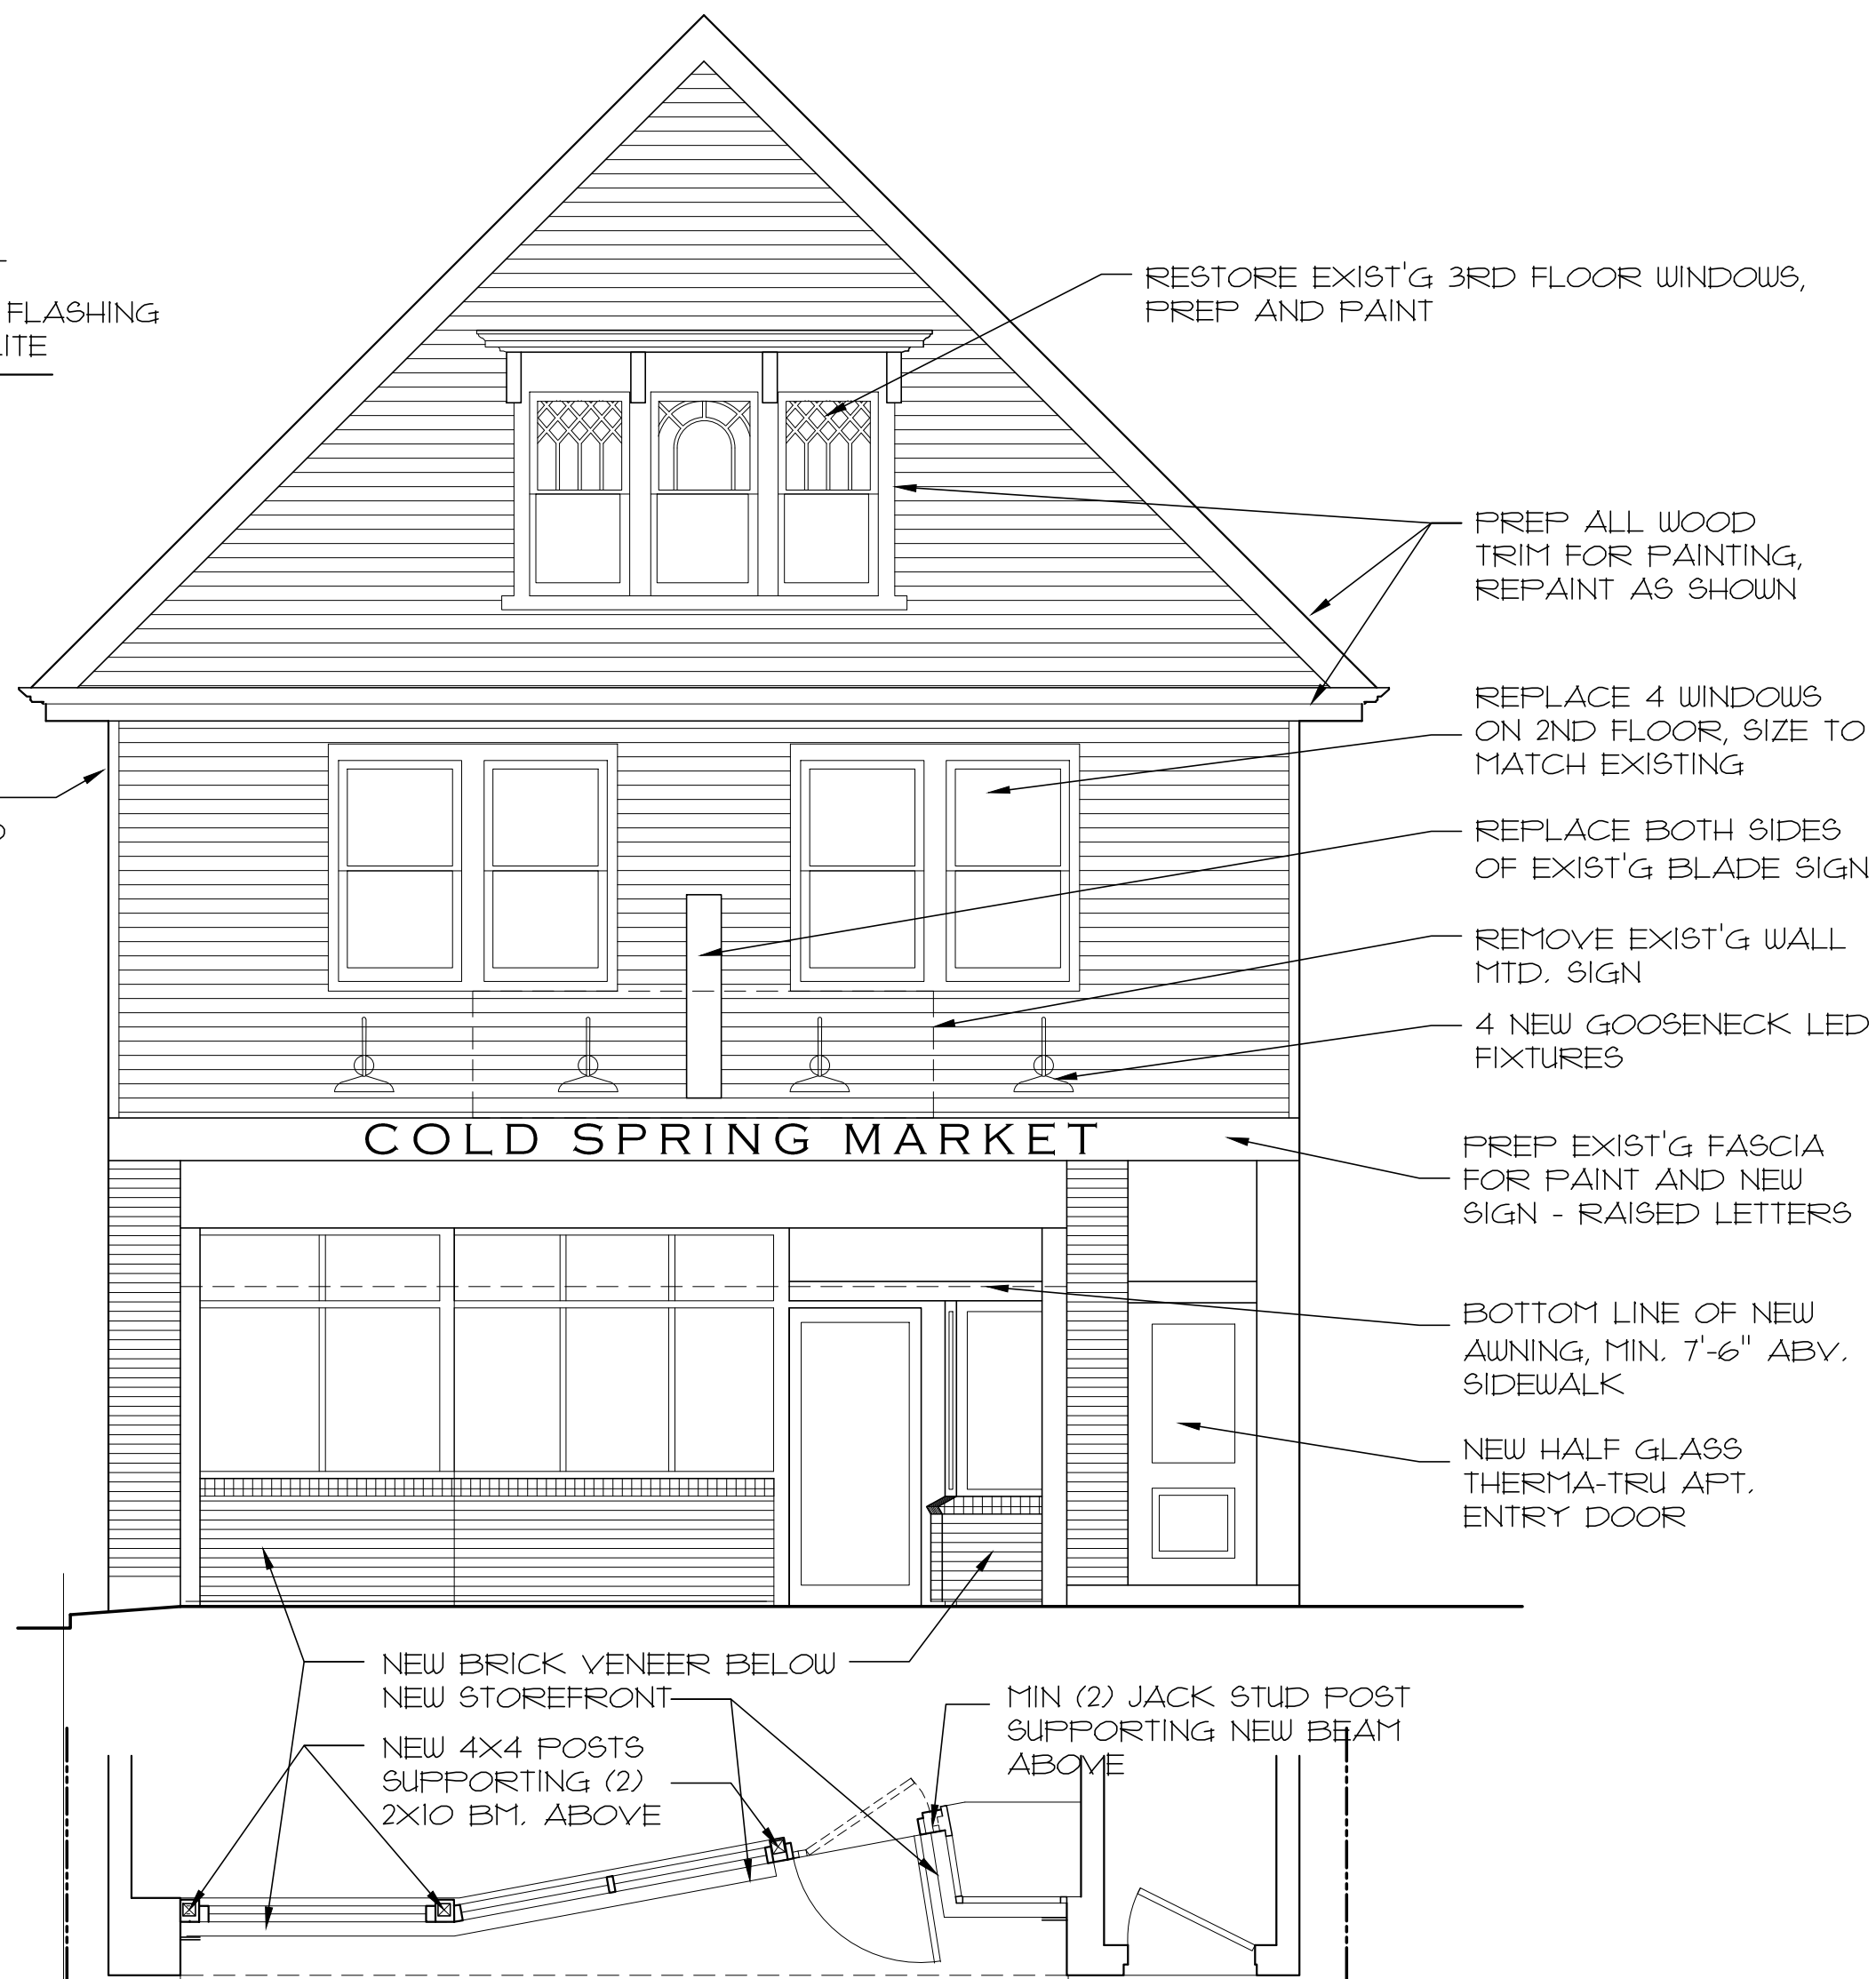 FLASHING
RESTORE EXIST'G 3RD FLOOR WINDOWS,
PREP AND PAINT
PREP ALL WOOD
TRIM FOR PAINTING,
REPAINT AS SHOWN
REPLACE 4 WINDOWS
ON 2ND FLOOR, SIZE TO
MATCH EXISTING
REPLACE BOTH SIDES
OF EXIST'G BLADE SIGN
REMOVE EXIST'G WALL
MTD. SIGN
4 NEW GOOSENECK LED
FIXTURES
COLD SPRING MARKET
PREP EXIST'G FASCIA
FOR PAINT AND NEW
SIGN - RAISED LETTERS
BOTTOM LINE OF NEW
AWNING, MIN. 7'-6" ABV.
SIDEWALK
NEW HALF GLASS
THERMA-TRU APT.
ENTRY DOOR
NEW BRICK VENEER BELOW
NEW STOREFRONT
MIN (2) JACK STUD POST
SUPPORTING NEW BEAM
ABOVE
NEW 4X4 POSTS
SUPPORTING (2)
2X10 BM. ABOVE